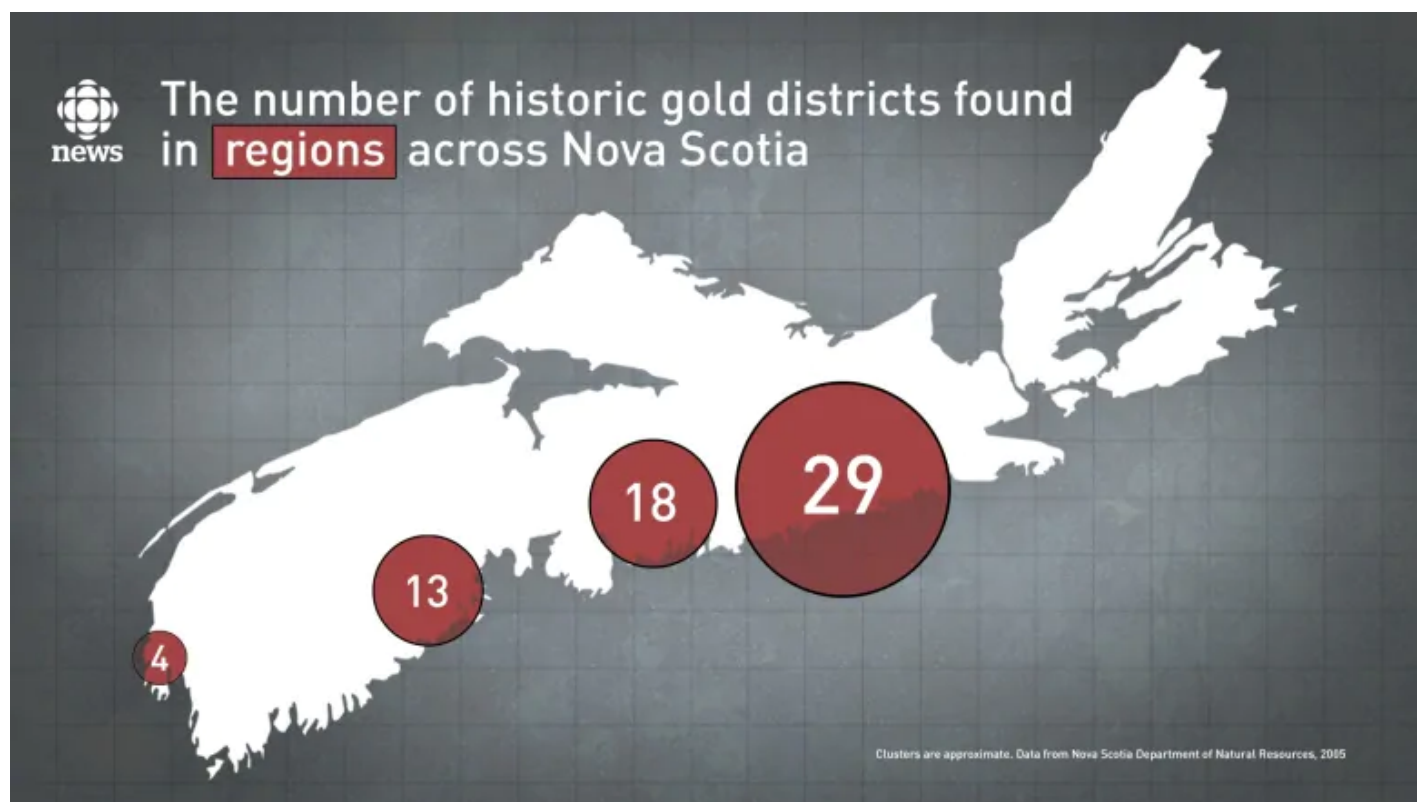 The number of historic gold districts found
in regions across Nova Scotia
news
29
18
13
4
Clusters are approximate. Data from Nova Scotia Department of Natural Resources, 2005